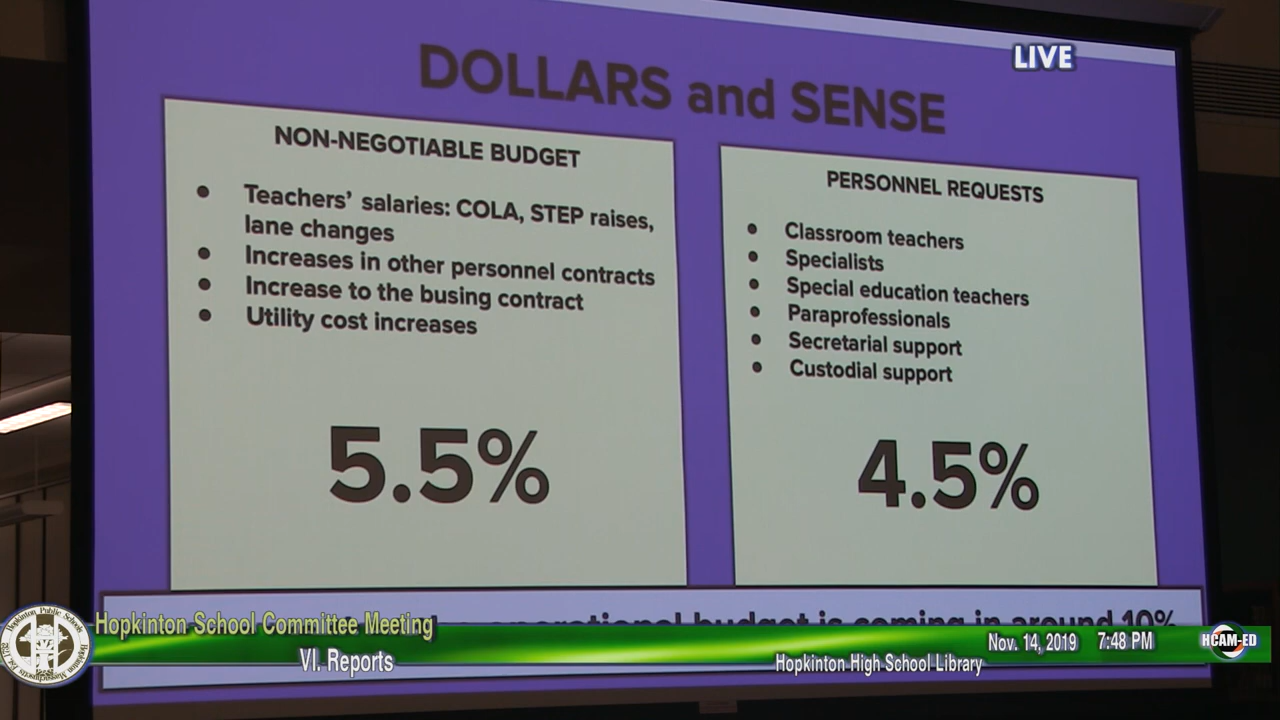 LIVE
DOLLARS and SENSE
NON-NEGOTIABLE BUDGET
• Teachers' salaries: COLA, STEP raises,
lane changes
• Increases in other personnel contracts
• Increase to the busing contract
• Utility cost increases
5.5%
PERSONNEL REQUESTS
• Classroom teachers
• Specialists
• Special education teachers
• Paraprofessionals
• Secretarial support
• Custodial support
4.5%
operational budget is coming in around 10%
Hopkinton School Committee Meeting
VI. Reports
Nov. 14, 2019 7:48 PM
Hopkinton High School Library
HCAM-ED
Hopkinton Public Schools